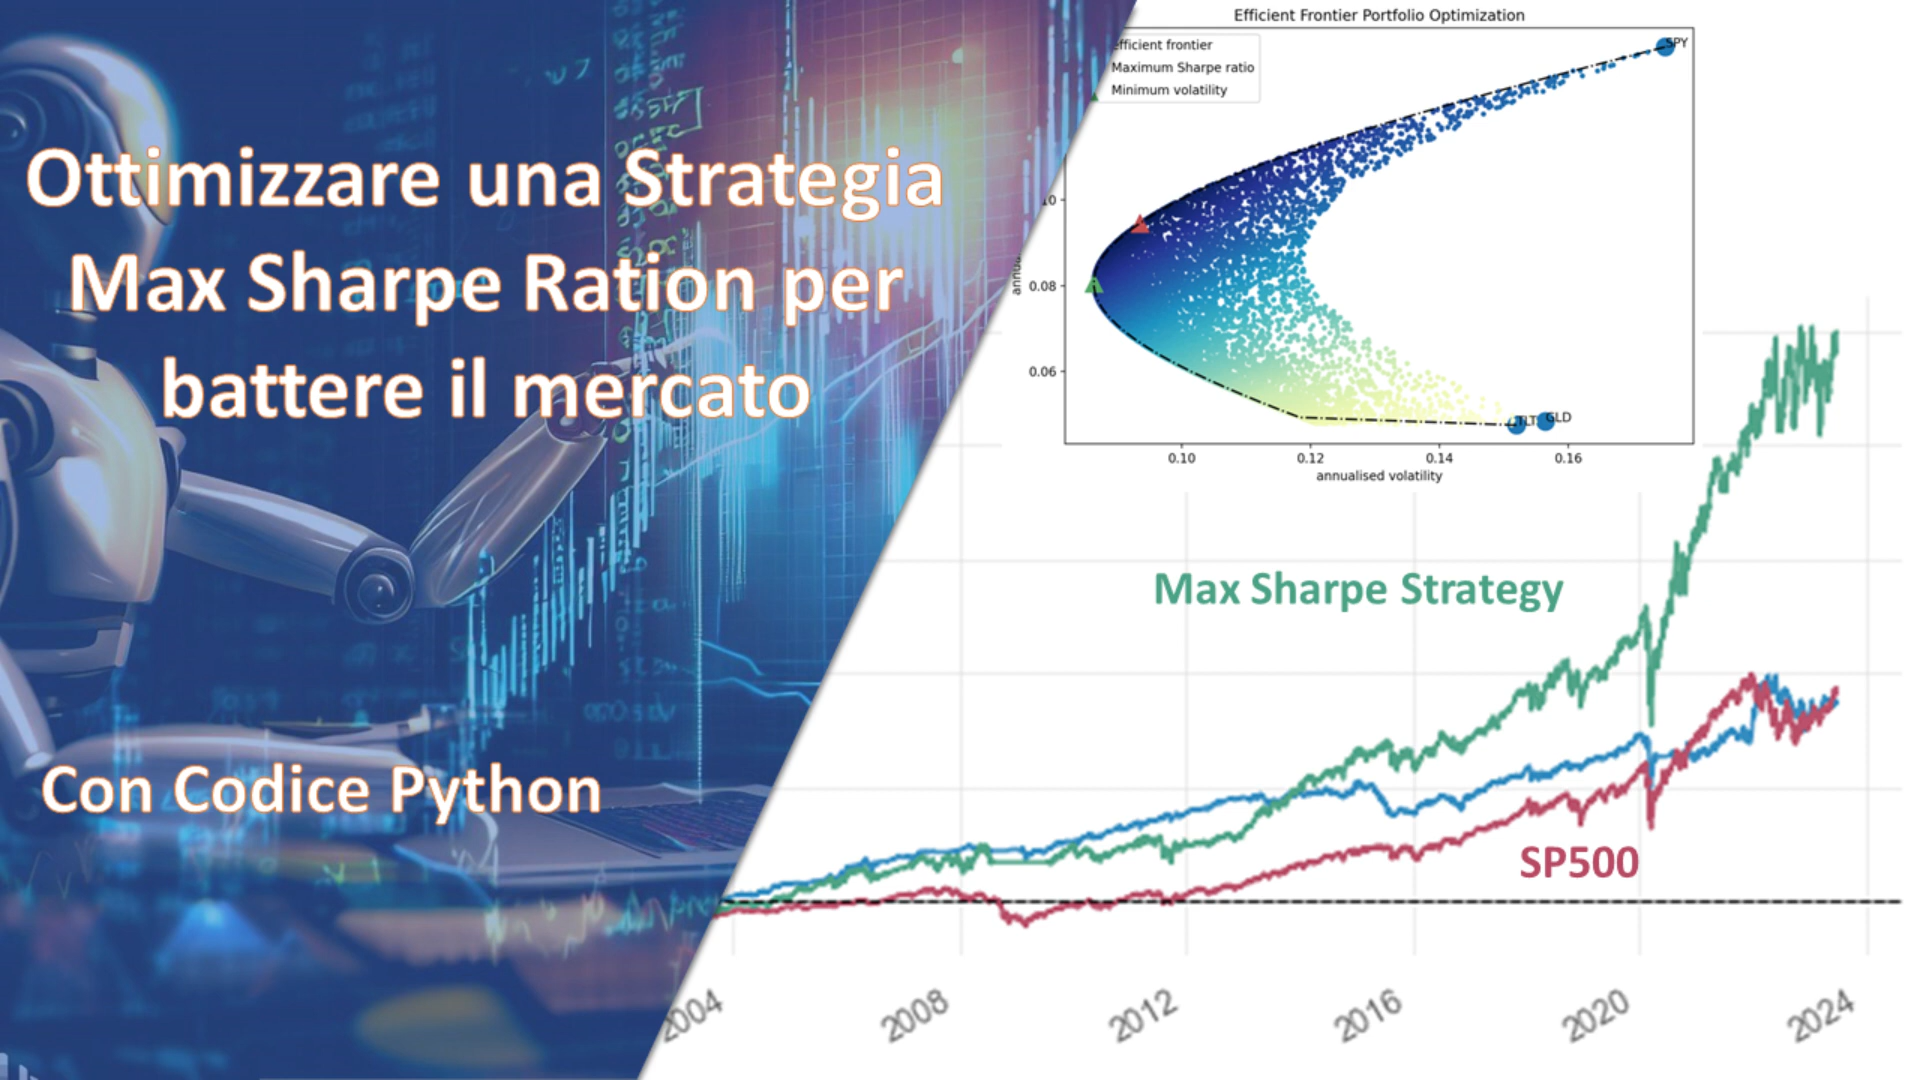 Ottimizzare una Strategia
Max Sharpe Ration per
battere il mercato
Con Codice Python
Efficient Frontier Portfolio Optimization
efficient frontier
Maximum Sharpe ratio
Minimum volatility
SPY
0.08
0.06
TLT
GLD
0.10
0.12
0.14
0.16
annualised volatility
Max Sharpe Strategy
SP500
2004
2008
2012
2016
2020
2024